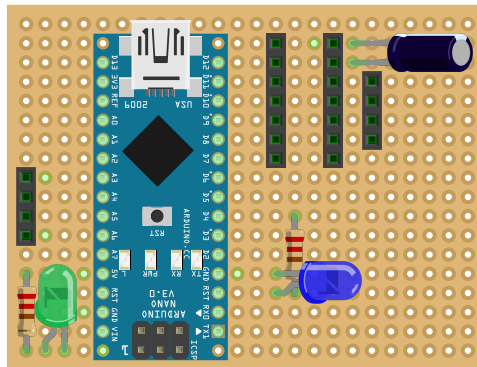 D13
3V3
REF
A0
A1
A2
A3
A4
A5
A6
A7
5V
RST
GND
VIN
USA
2009
RST
ARDUINO.CC
TX RX PWR L
ARDUINO
NANO
V3.0
ICSP
1
D12
D11
D10
D9
D8
D7
D6
D5
D4
D3
D2
GND
RST
RX0
TX1